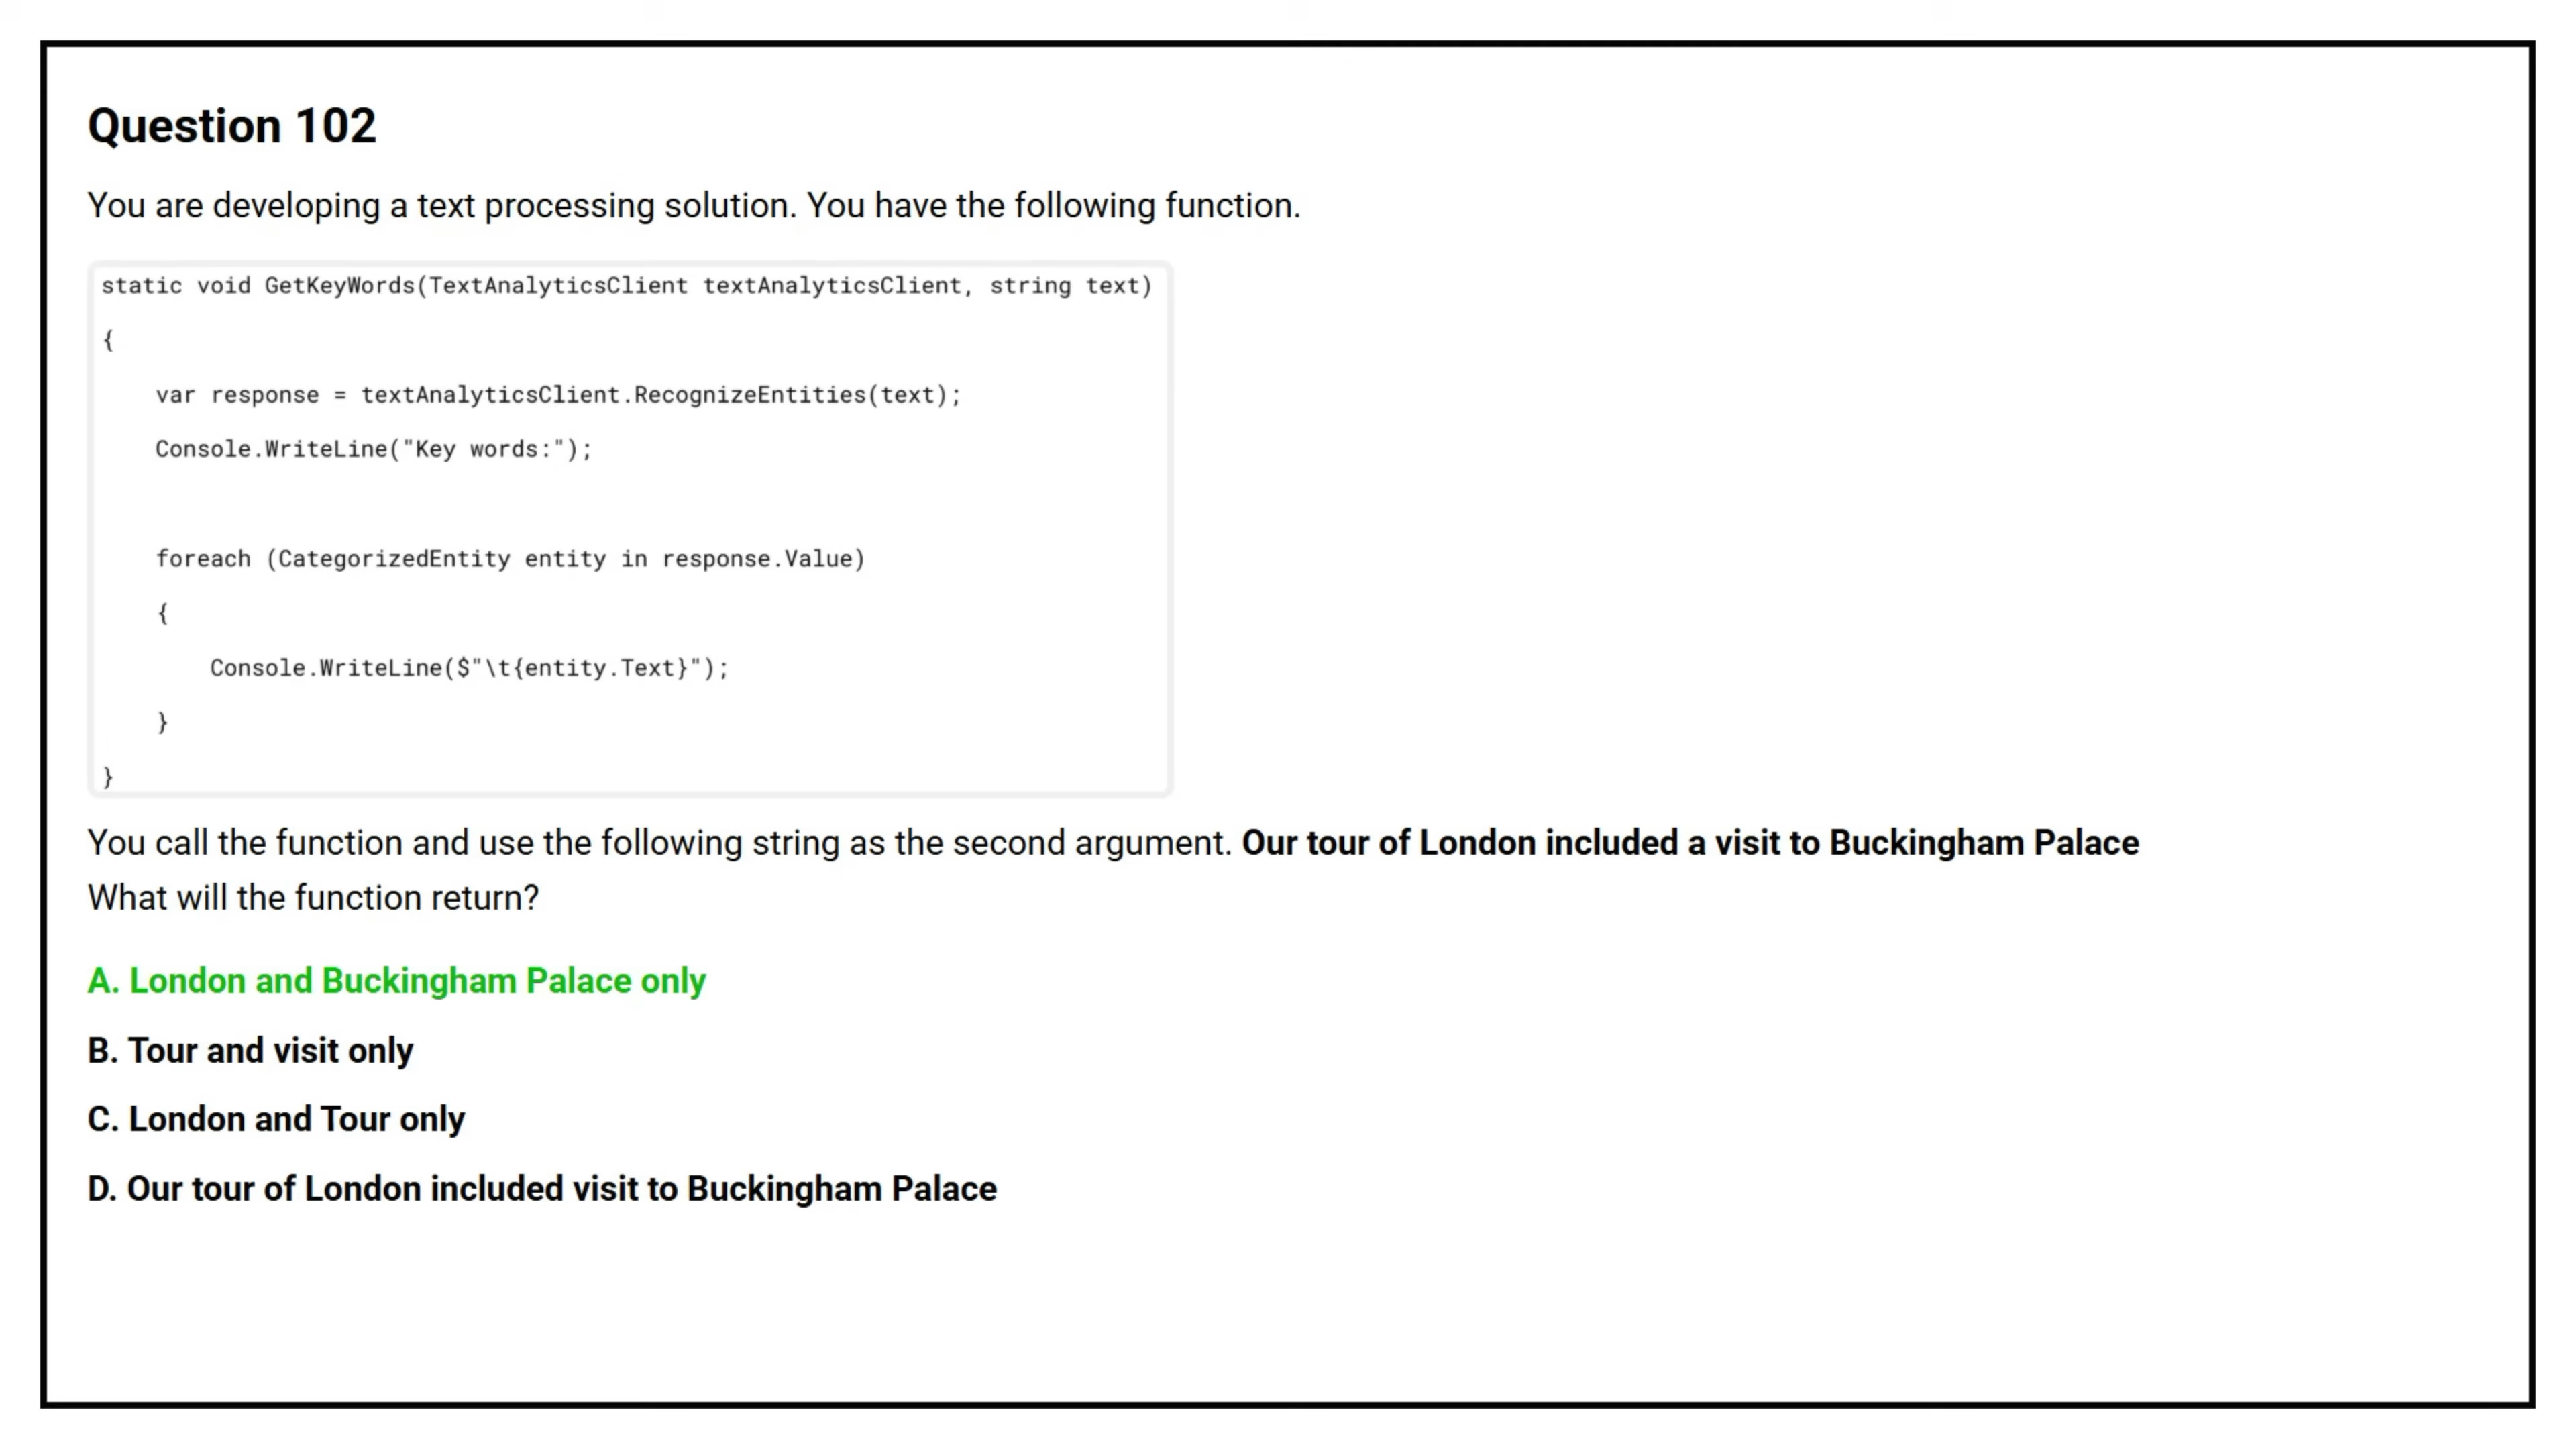 Question 102
You are developing a text processing solution. You have the following function.
static void GetKeyWords(TextAnalyticsClient textAnalyticsClient, string text)
{
    var response = textAnalyticsClient.RecognizeEntities(text);
    Console.WriteLine("Key words:");
    foreach (CategorizedEntity entity in response.Value)
    {
        Console.WriteLine($"\t{entity.Text}");
    }
}
You call the function and use the following string as the second argument. Our tour of London included a visit to Buckingham Palace
What will the function return?
A. London and Buckingham Palace only
B. Tour and visit only
C. London and Tour only
D. Our tour of London included visit to Buckingham Palace